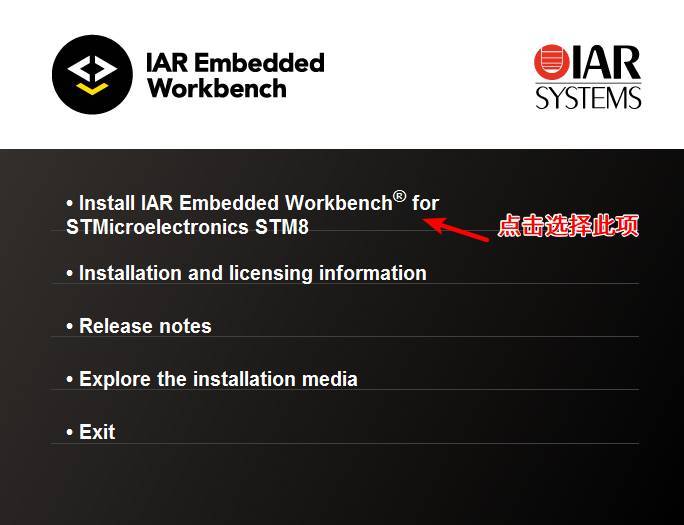 IAR Embedded
Workbench
IAR
SYSTEMS
• Install IAR Embedded Workbench® for
STMicroelectronics STM8
点击选择此项
• Installation and licensing information
• Release notes
• Explore the installation media
• Exit